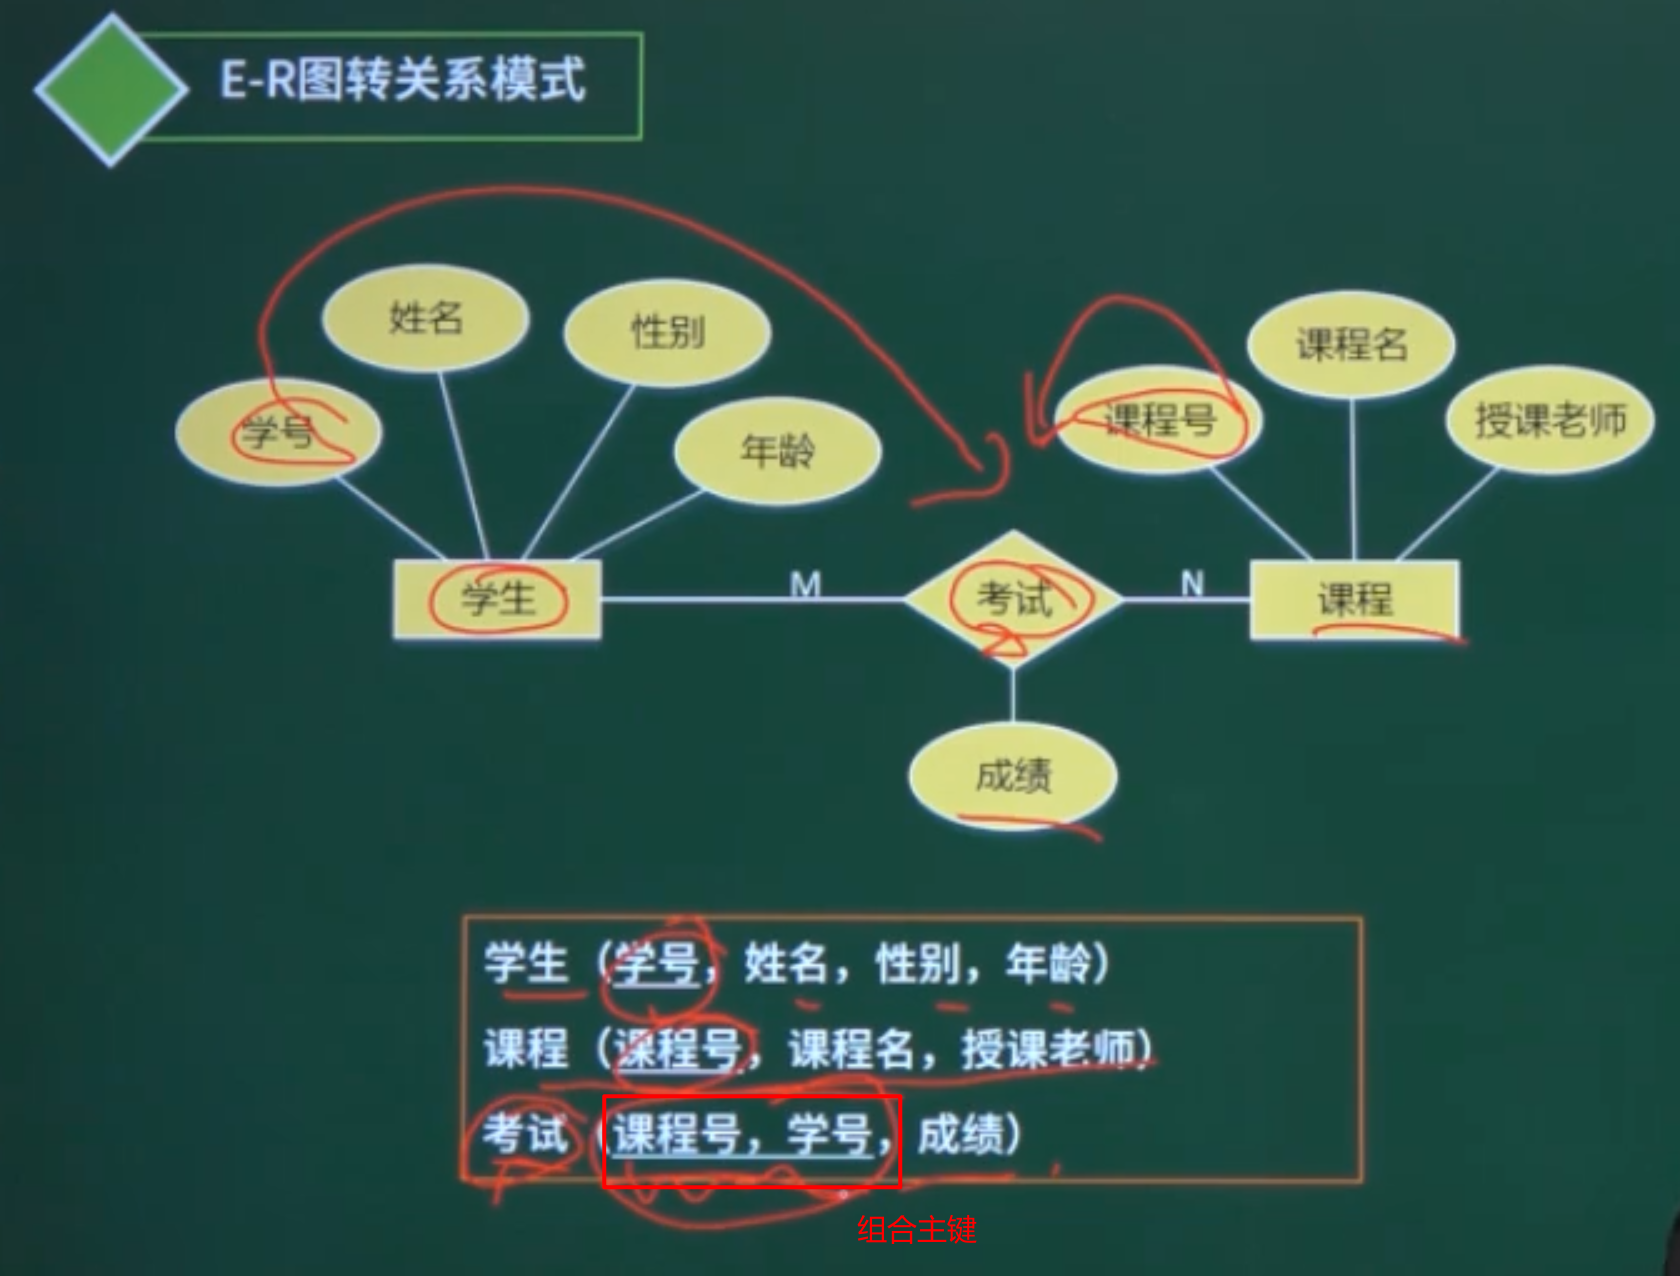 E-R图转关系模式
姓名
性别
课程名
学号
年龄
课程号
授课老师
学生
M
考试
N
课程
成绩
学生（学号，姓名，性别，年龄）
课程（课程号，课程名，授课老师）
考试（课程号，学号，成绩）
组合主键